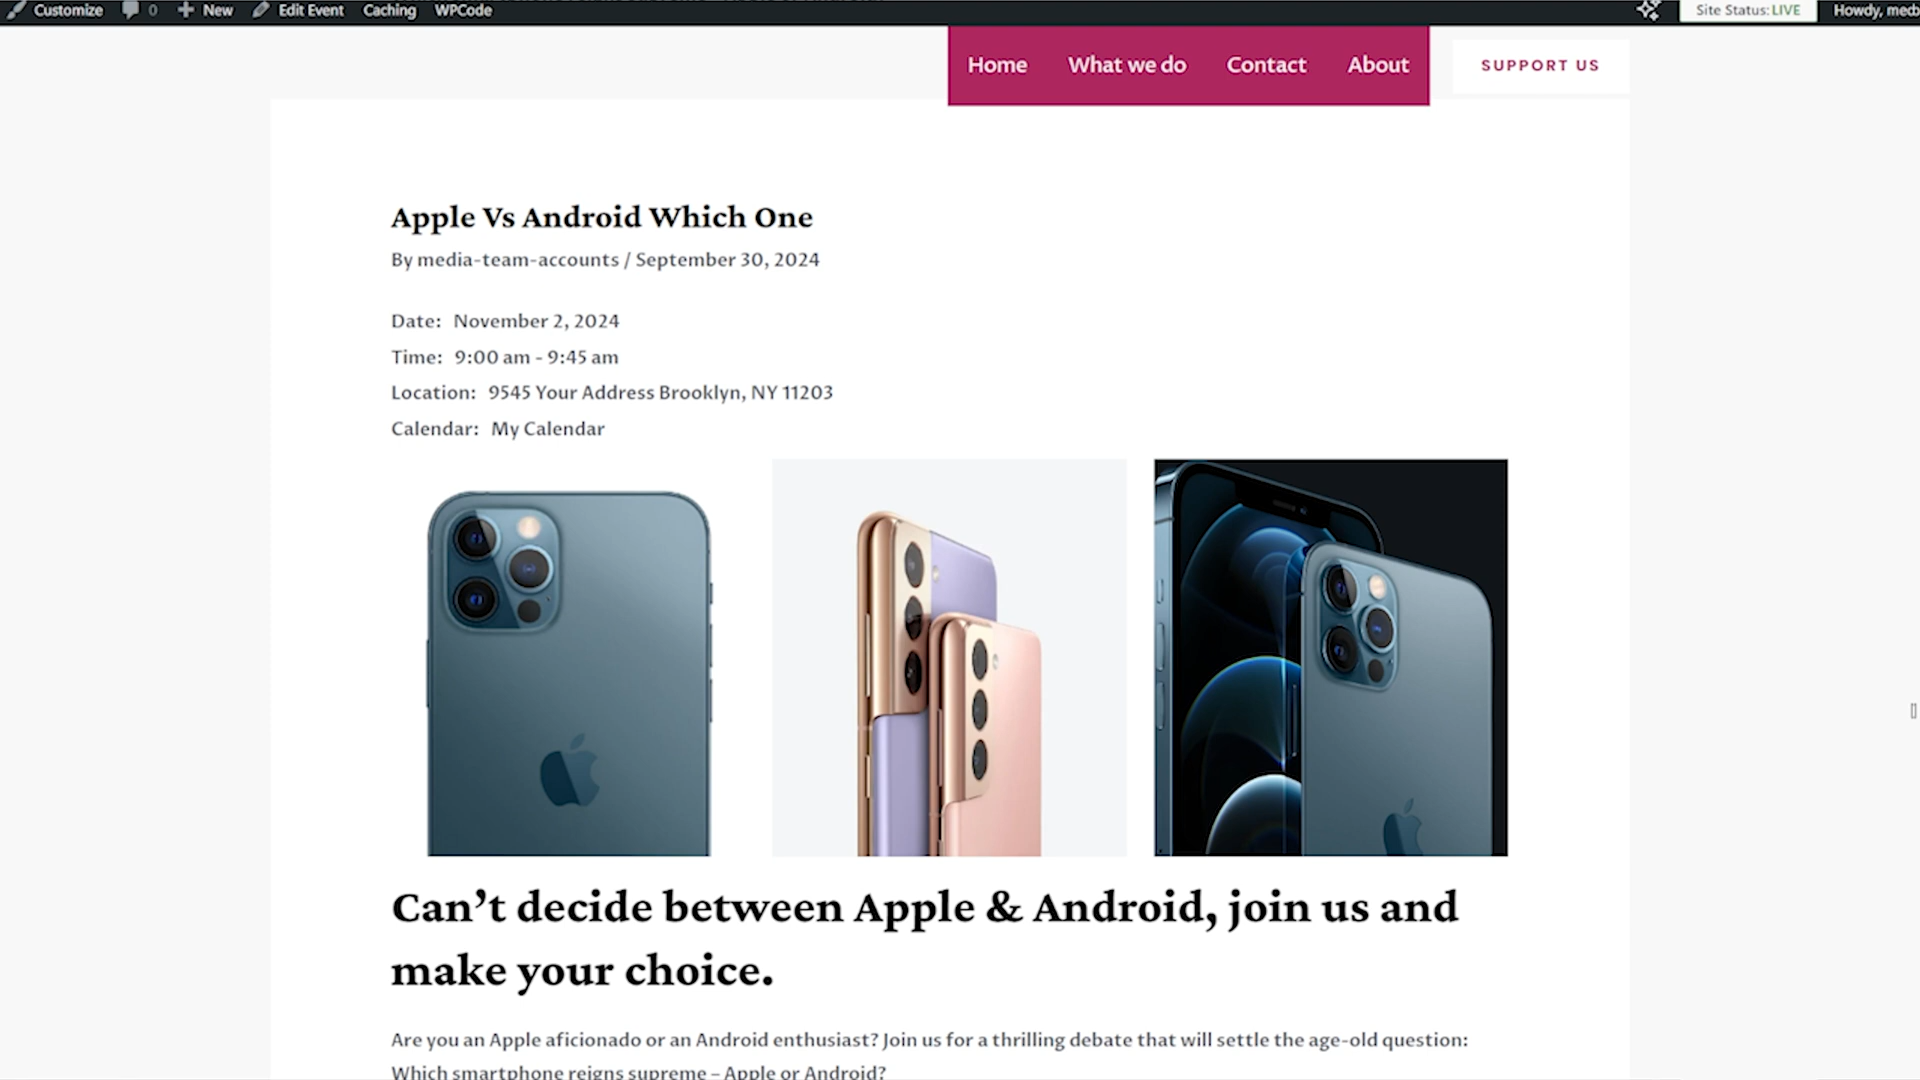 Customize 0 New Edit Event Caching WPCode Site Status: LIVE Howdy,
Home What we do Contact About SUPPORT US
Apple Vs Android Which One
By media-team-accounts / September 30, 2024
Date: November 2, 2024
Time: 9:00 am - 9:45 am
Location: 9545 Your Address Brooklyn, NY 11203
Calendar: My Calendar
Can’t decide between Apple & Android, join us and
make your choice.
Are you an Apple aficionado or an Android enthusiast? Join us for a thrilling debate that will settle the age-old question:
Which smartphone reigns supreme – Apple or Android?